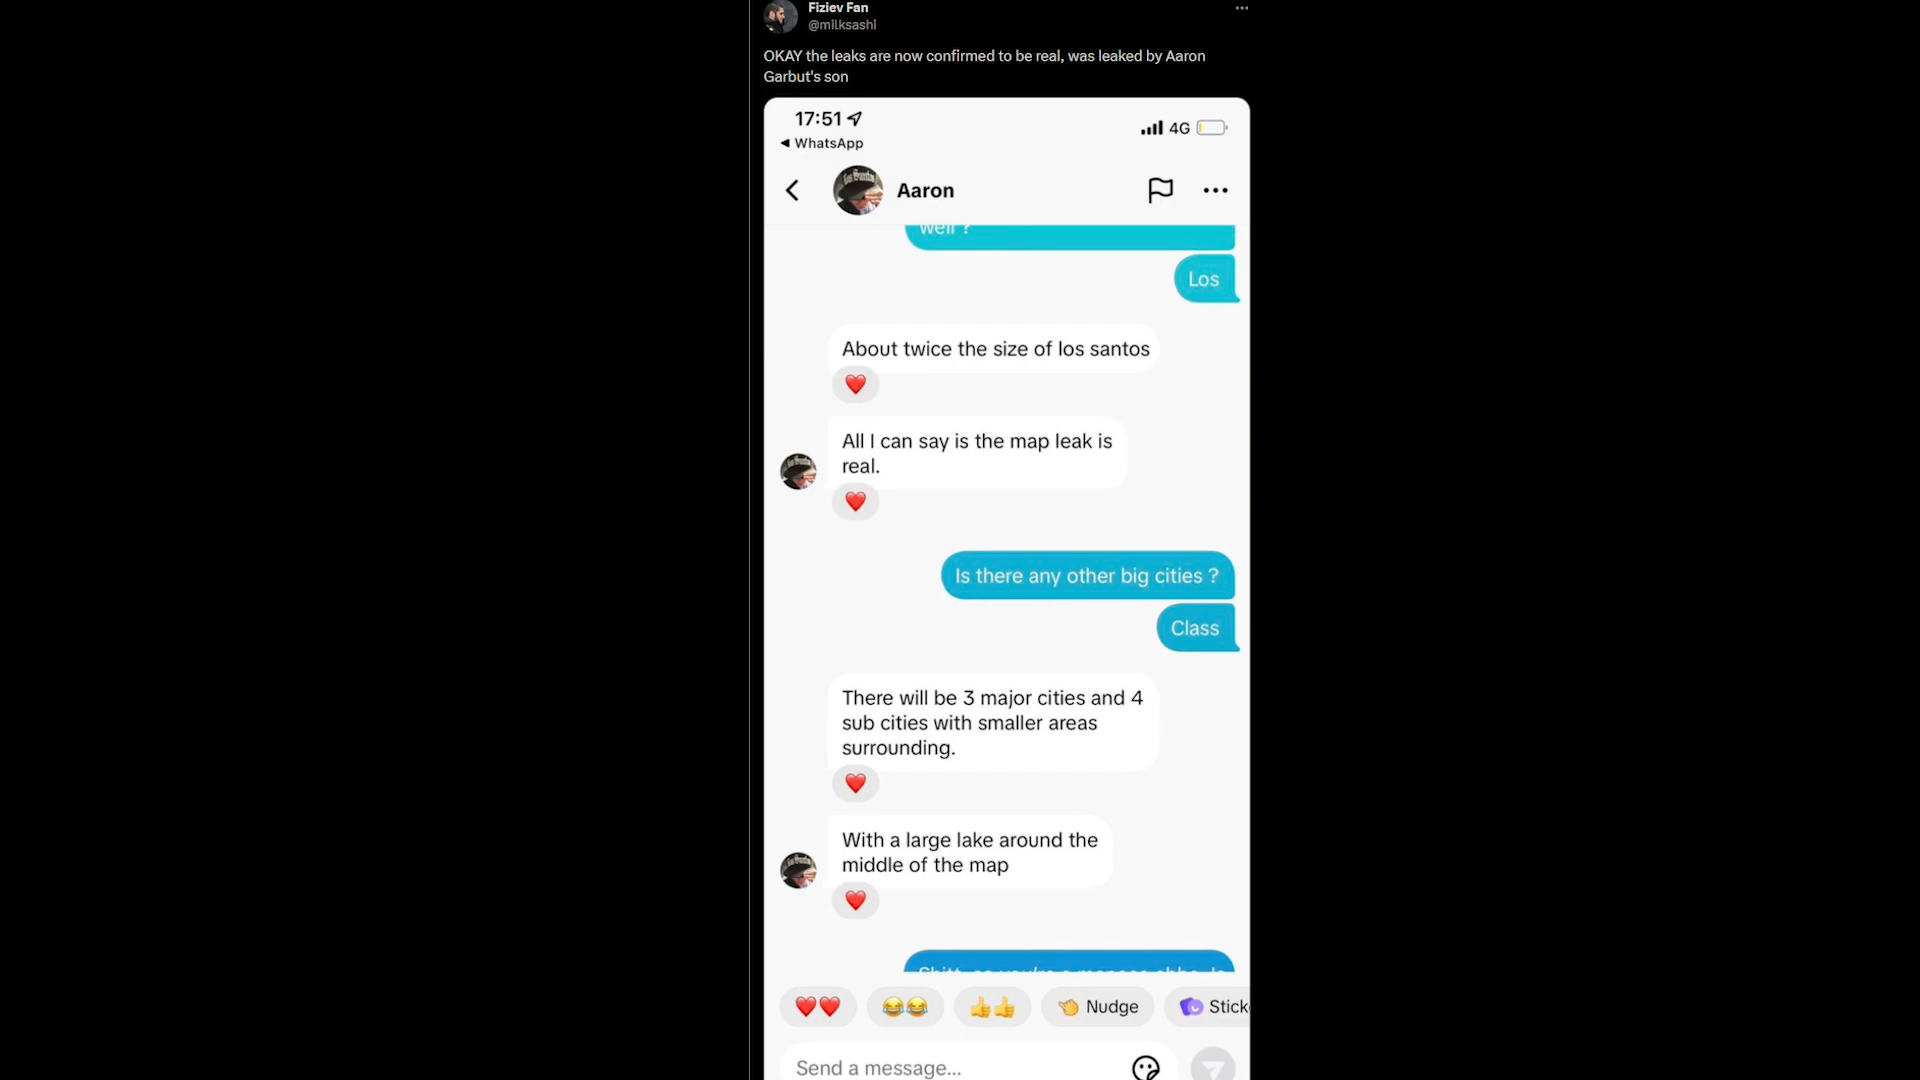 Fiziev Fan
@milksashi
OKAY the leaks are now confirmed to be real, was leaked by Aaron
Garbut's son
17:51
4G
WhatsApp
Aaron
well ?
Los
About twice the size of los santos
All I can say is the map leak is
real.
Is there any other big cities ?
Class
There will be 3 major cities and 4
sub cities with smaller areas
surrounding.
With a large lake around the
middle of the map
Nudge
Stick
Send a message...